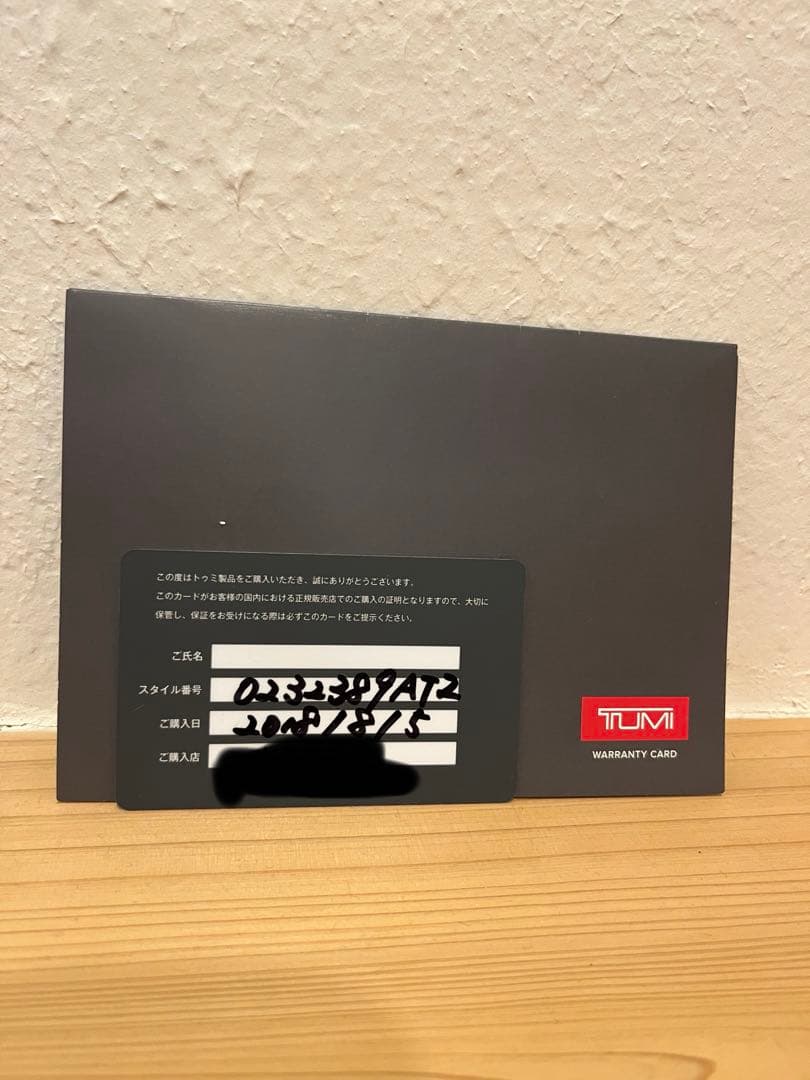 この度はトゥミ製品をご購入いただき、誠にありがとうございます。
このカードがお客様の国内における正規販売店でのご購入の証明となりますので、大切に
保管し、保証をお受けになる際は必ずこのカードをご提示ください。
ご氏名
スタイル番号 0232389AT2
ご購入日 2018/8/5
ご購入店
TUMI
WARRANTY CARD